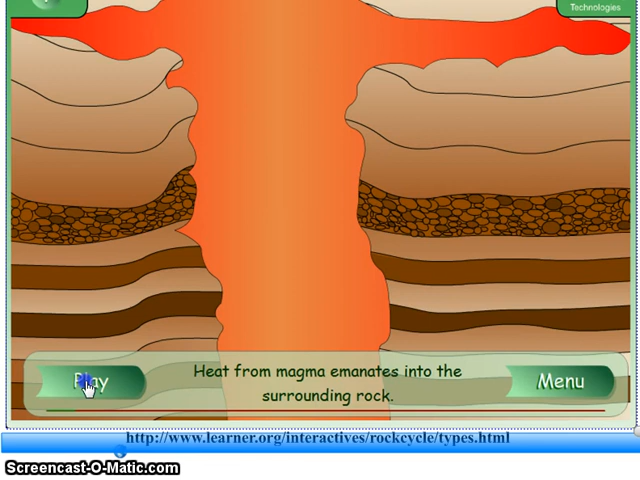 Technologies
Heat from magma emanates into the
surrounding rock.
Play
Menu
http://www.learner.org/interactives/rockcycle/types.html
Screencast-O-Matic.com